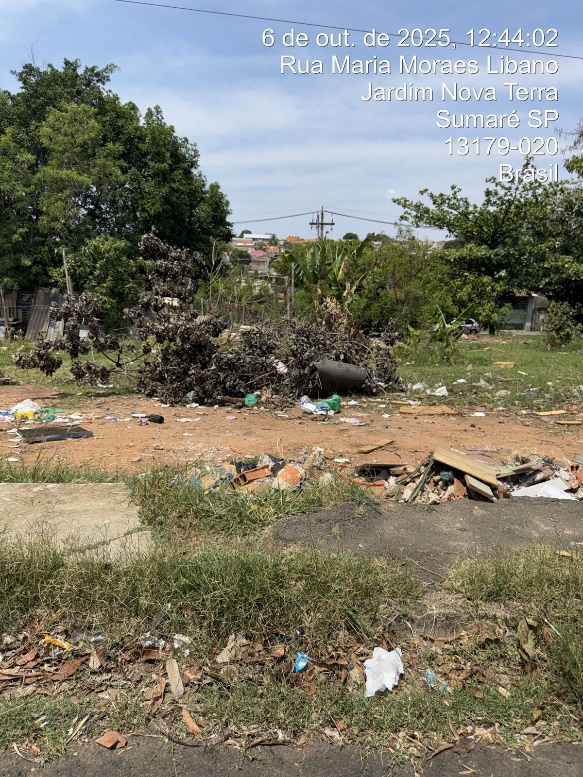 6 de out. de 2025, 12:44:02
Rua Maria Moraes Libano
Jardim Nova Terra
Sumaré SP
13179-020
Brasil